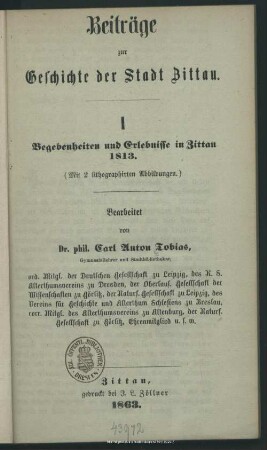 Beiträge
zur
Geschichte der Stadt Zittau.
I
Begebenheiten und Erlebnisse in Zittau
1813.
(Mit 2 lithographirten Abbildungen.)
Bearbeitet
von
Dr. phil. Carl Anton Tobias,
Gymnasiallehrer und Stadtbibliothekar,
ord. Mitgl. der Deutschen Gesellschaft zu Leipzig, des K. S.
Alterthumsvereins zu Dresden, der Oberlaus. Gesellschaft der
Wissenschaften zu Görlitz, der Naturf. Gesellschaft zu Leipzig, des
Vereins für Geschichte und Alterthum Schlesiens zu Breslau,
corr. Mitgl. des Alterthumsvereins zu Altenburg, der Naturf.
Gesellschaft zu Görlitz, Ehrenmitglied u. s. w.
Zittau,
gedruckt bei J. C. Zöllner
1863.
43972